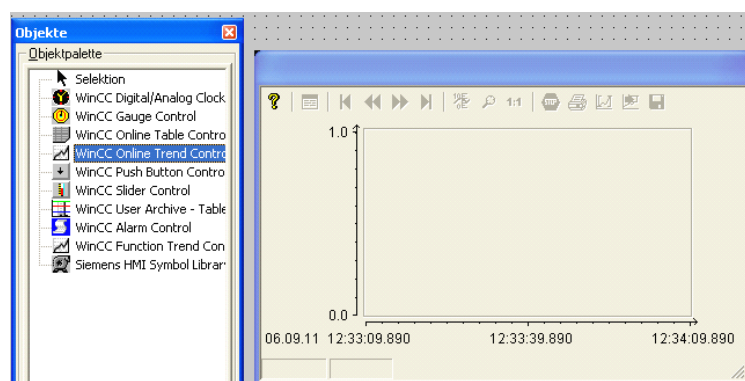 Objekte
Objektpalette
Selektion
WinCC Digital/Analog Clock
WinCC Gauge Control
WinCC Online Table Contro
WinCC Online Trend Contro
WinCC Push Button Contro
WinCC Slider Control
WinCC User Archive - Table
WinCC Alarm Control
WinCC Function Trend Con
Siemens HMI Symbol Librar
1:1
STOP
1.0
0.0
06.09.11 12:33:09.890 12:33:39.890 12:34:09.890